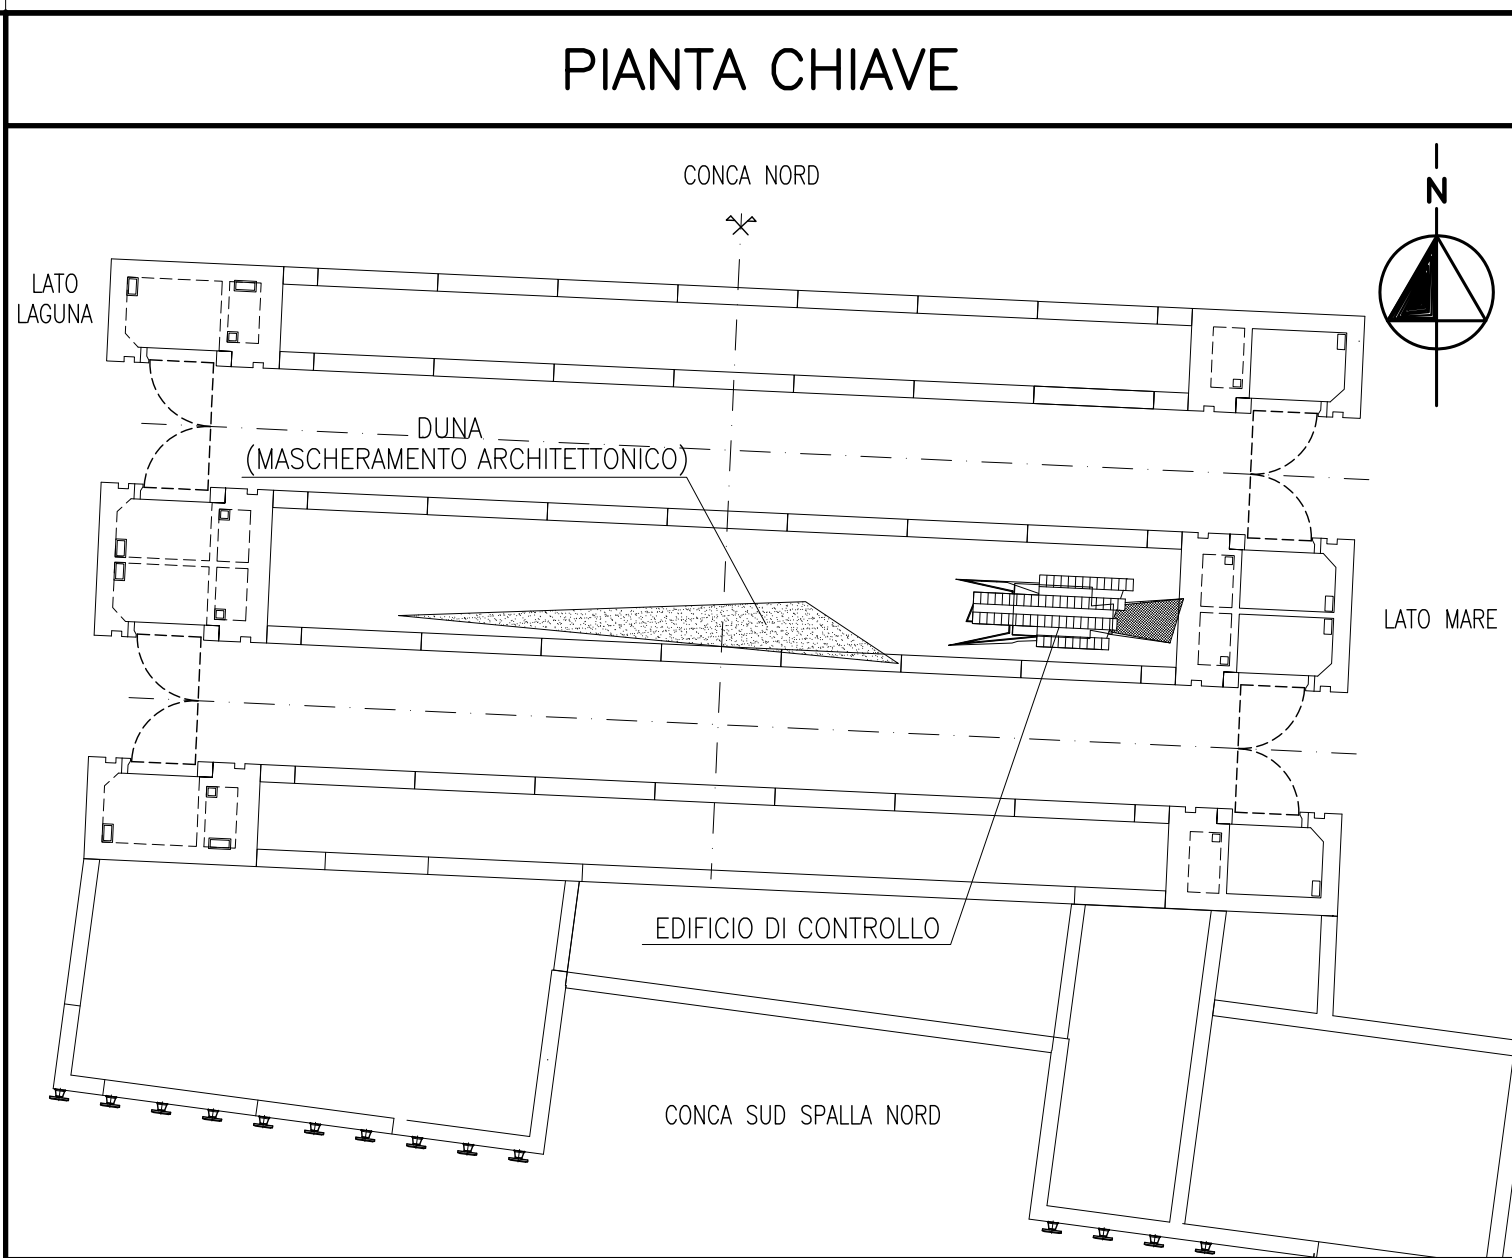 PIANTA CHIAVE
CONCA NORD
N
LATO
LAGUNA
DUNA
(MASCHERAMENTO ARCHITETTONICO)
LATO MARE
EDIFICIO DI CONTROLLO
CONCA SUD SPALLA NORD